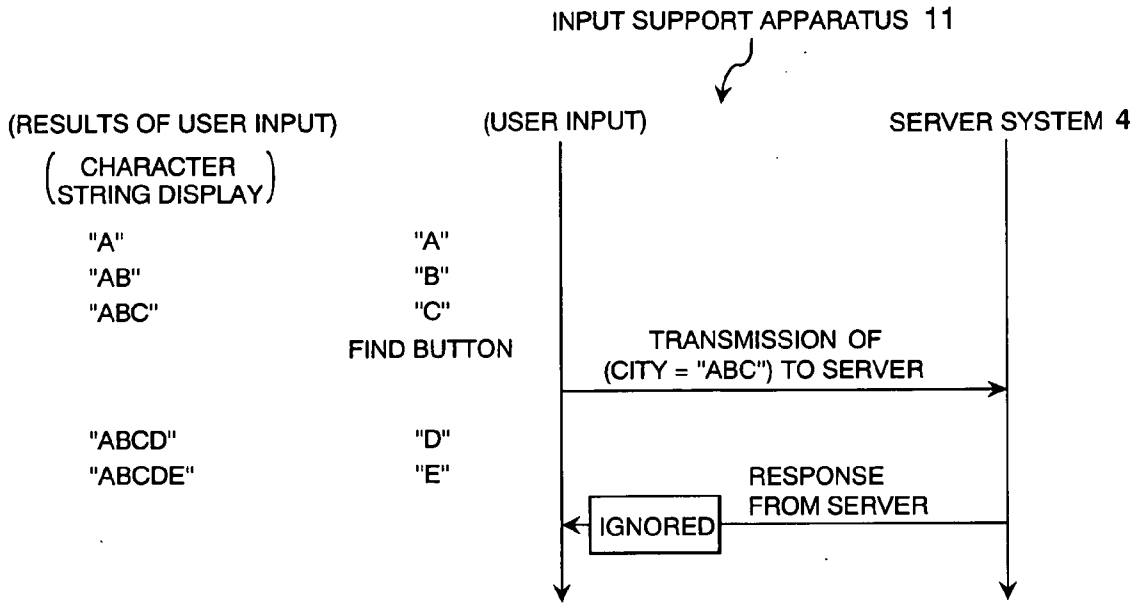 INPUT SUPPORT APPARATUS 11
(RESULTS OF USER INPUT) (USER INPUT) SERVER SYSTEM 4
(CHARACTER
STRING DISPLAY)
"A" "A"
"AB" "B"
"ABC" "C"
FIND BUTTON
TRANSMISSION OF
(CITY = "ABC") TO SERVER
"ABCD" "D"
"ABCDE" "E"
RESPONSE
FROM SERVER
IGNORED